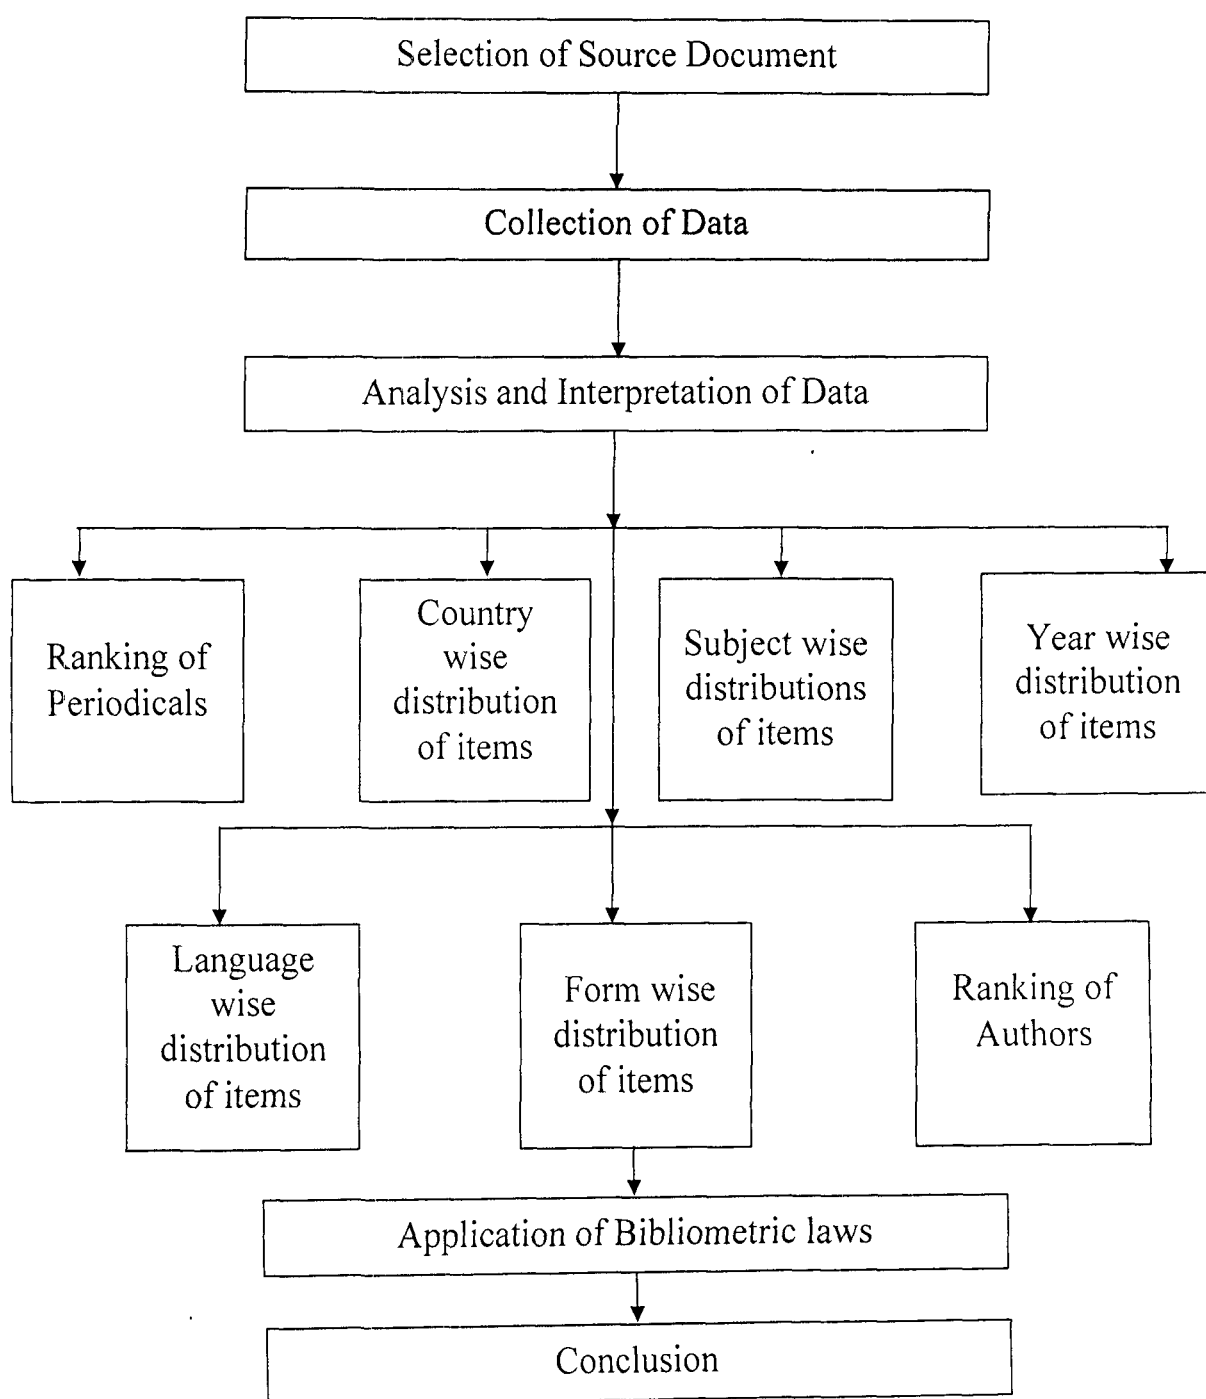 Selection of Source Document
Collection of Data
Analysis and Interpretation of Data
Ranking of
Periodicals
Country
wise
distribution
of items
Subject wise
distributions
of items
Year wise
distribution
of items
Language
wise
distribution
of items
Form wise
distribution
of items
Ranking of
Authors
Application of Bibliometric laws
Conclusion